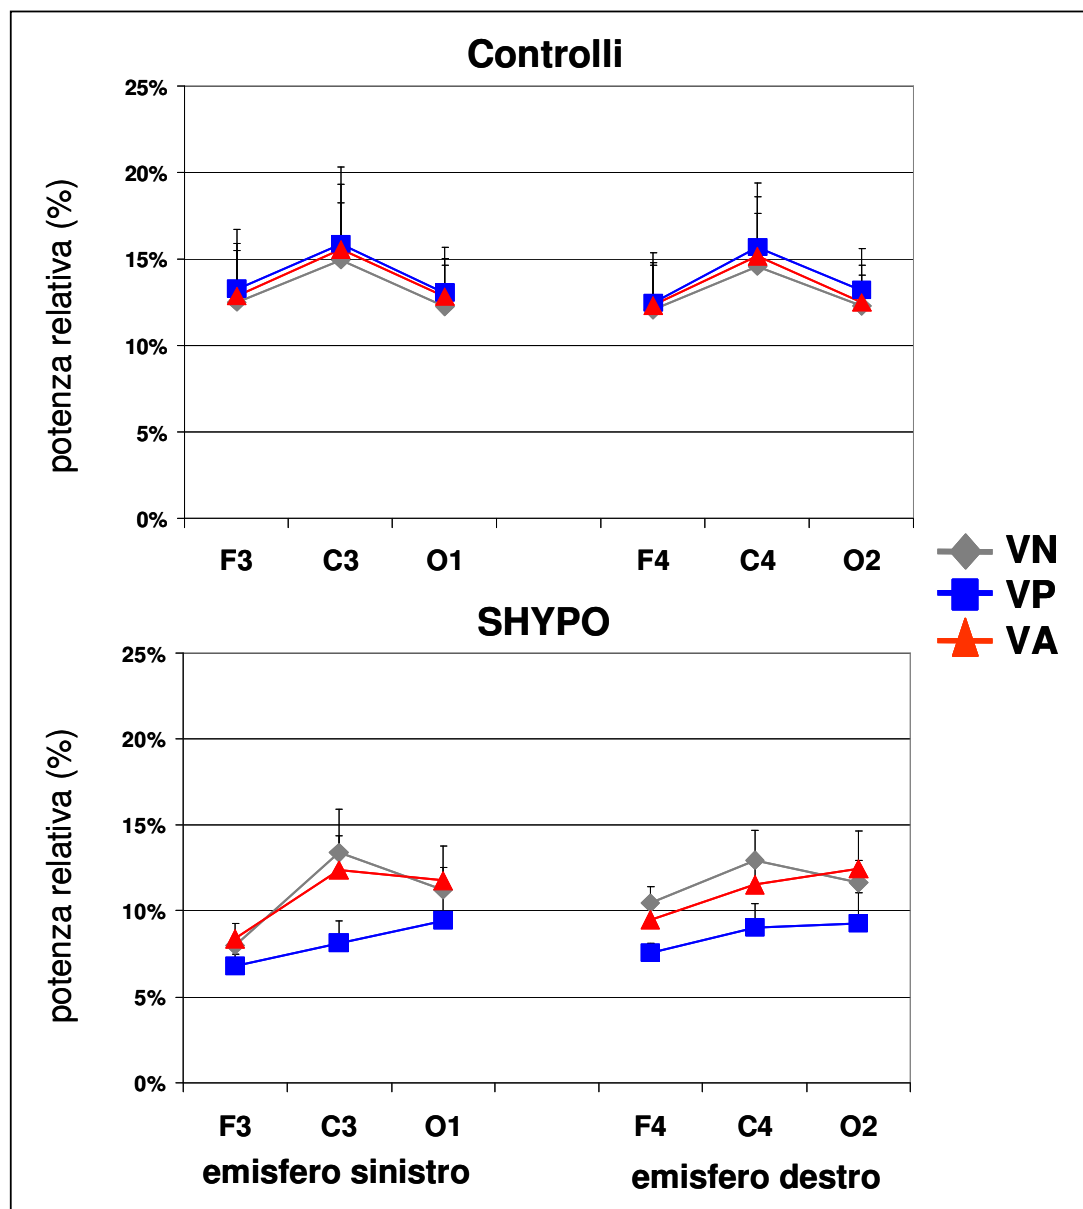 Controlli
potenza relativa (%)
25%
20%
15%
10%
5%
0%
F3 C3 O1 F4 C4 O2
VN
VP
VA
SHYPO
potenza relativa (%)
25%
20%
15%
10%
5%
0%
F3 C3 O1 F4 C4 O2
emisfero sinistro emisfero destro